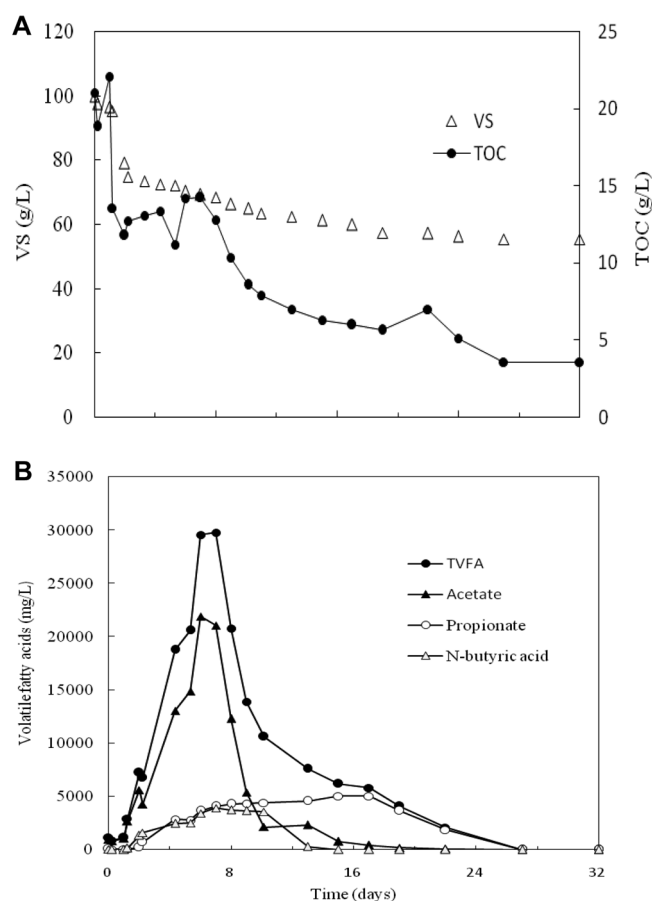 A
120
100
80
60
40
20
0
VS (g/L)
VS
TOC
25
20
15
10
5
0
TOC (g/L)
B
35000
30000
25000
20000
15000
10000
5000
0
Volatilefatty acids (mg/L)
TVFA
Acetate
Propionate
N-butyric acid
0 8 16 24 32
Time (days)